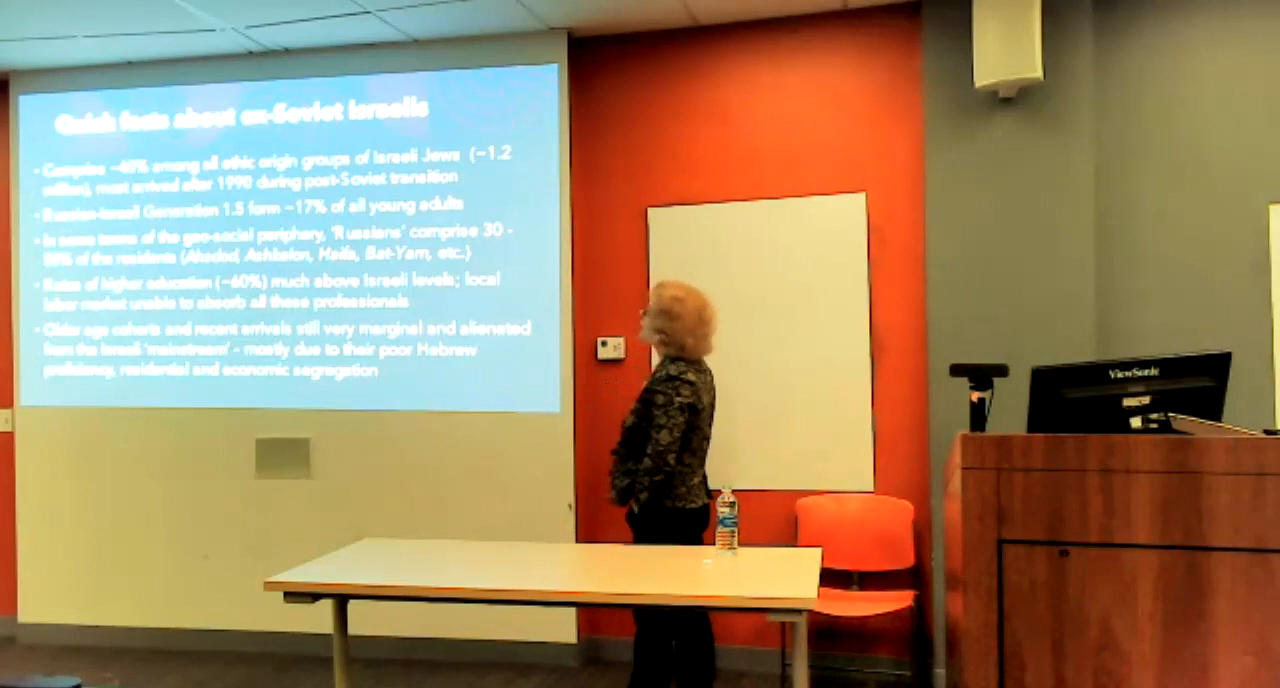 Quick facts about ex-Soviet Israelis
• Comprise ~40% among all ethic origin groups of Israeli Jews (~1.2
million), most arrived after 1990 during post-Soviet transition
• Russian-Israeli Generation 1.5 form ~17% of all young adults
• In some towns of the geo-social periphery, 'Russians' comprise 30 -
of the residents (Ahsdod, Ashkelon, Haifa, Bat-Yam, etc.)
• Rates of higher education (~60%) much above Israeli levels; local
labor market unable to absorb all these professionals
• Older age cohorts and recent arrivals still very marginal and alienated
from the Israeli 'mainstream' - mostly due to their poor Hebrew
proficiency, residential and economic segregation
ViewSonic